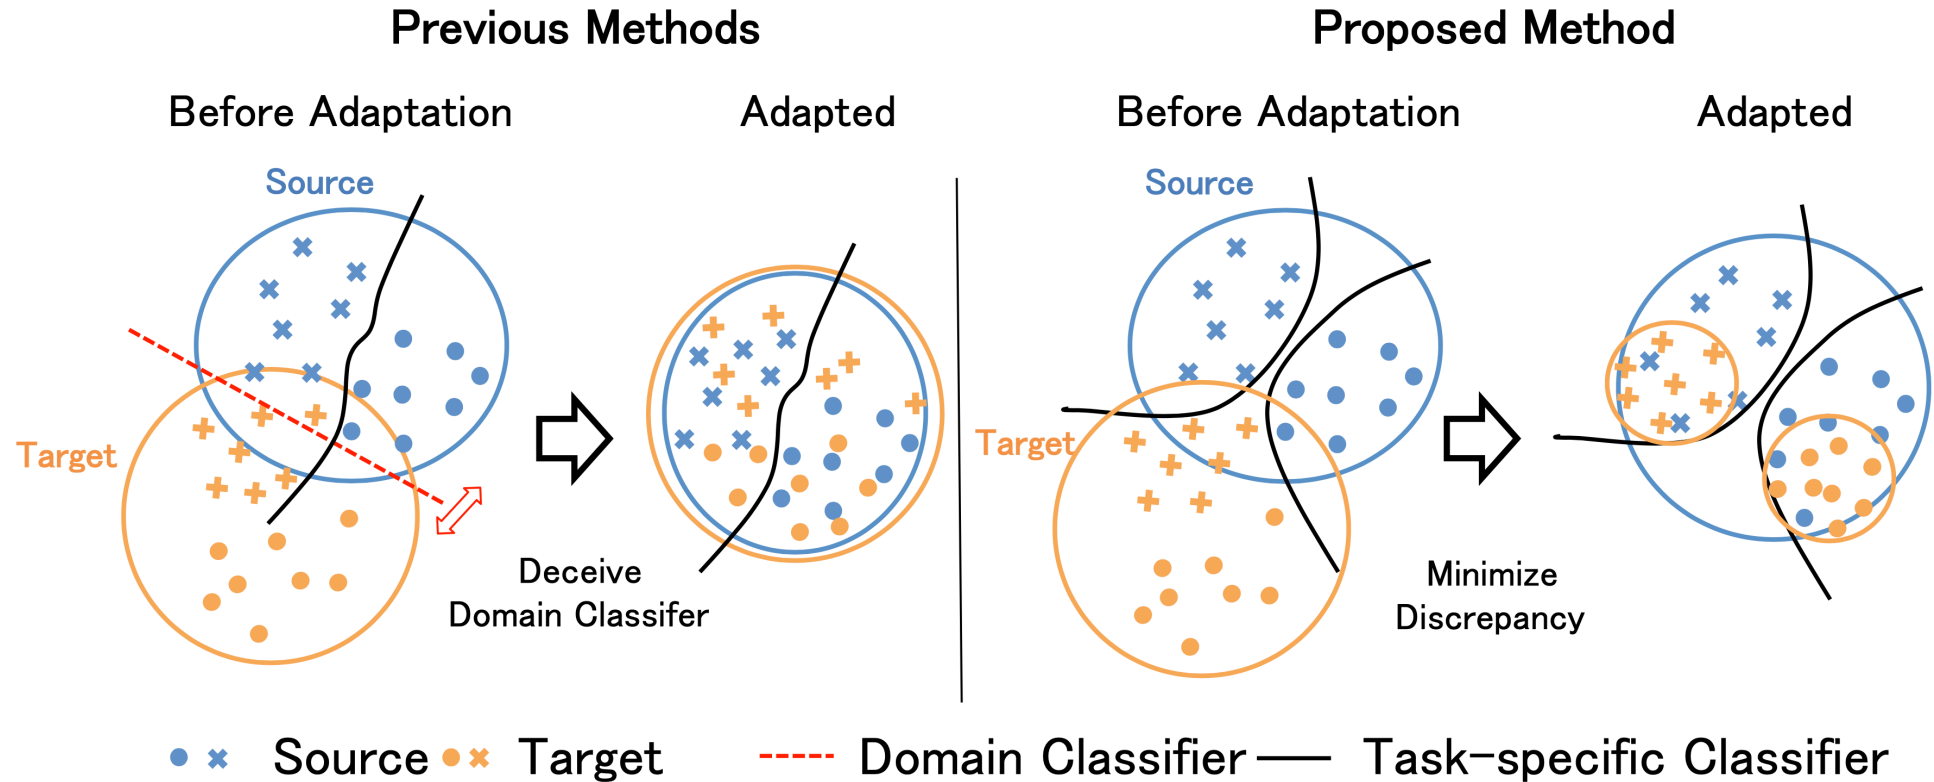 Previous Methods
Proposed Method
Before Adaptation
Adapted
Before Adaptation
Adapted
Source
Source
Target
Target
Deceive
Domain Classifer
Minimize
Discrepancy
Source
Target
Domain Classifier
Task-specific Classifier